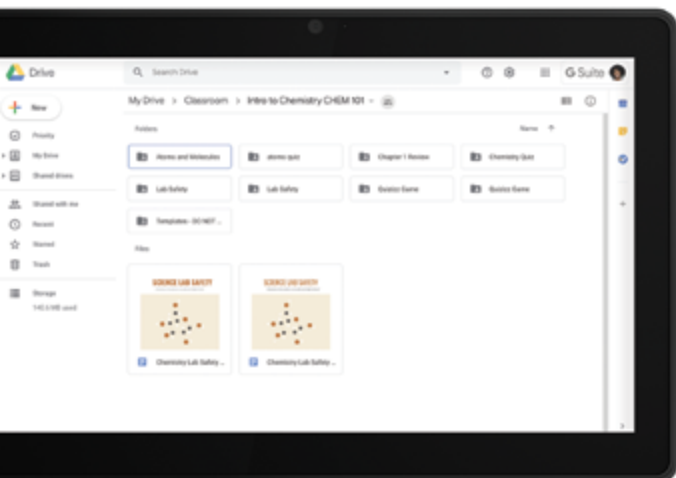 Drive
Search Drive
G Suite
New
My Drive > Classroom > Intro to Chemistry CHEM 101
Priority
My Drive
Shared drives
Shared with me
Recent
Starred
Trash
Storage
Folders
Name
Atoms and Molecules
atoms quiz
Chapter 1 Review
Chemistry Quiz
Lab Safety
Lab Safety
Quizizz Game
Quizizz Game
Templates - DO NOT ...
Files
SCIENCE LAB SAFETY
SCIENCE LAB SAFETY
Chemistry Lab Safety ...
Chemistry Lab Safety ...